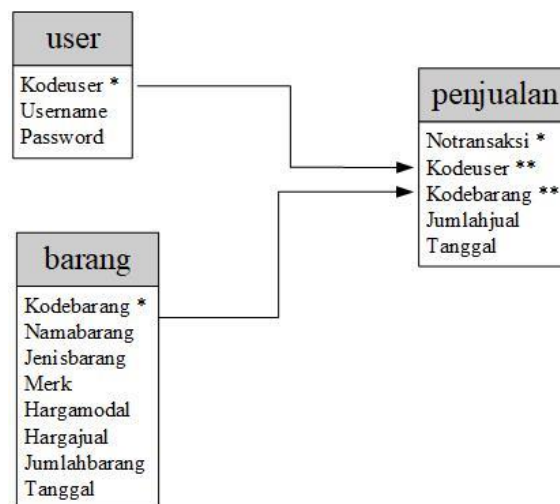 user
Kodeuser *
Username
Password
penjualan
Notransaksi *
Kodeuser **
Kodebarang **
Jumlahjual
Tanggal
barang
Kodebarang *
Namabarang
Jenisbarang
Merk
Hargamodal
Hargajual
Jumlahbarang
Tanggal